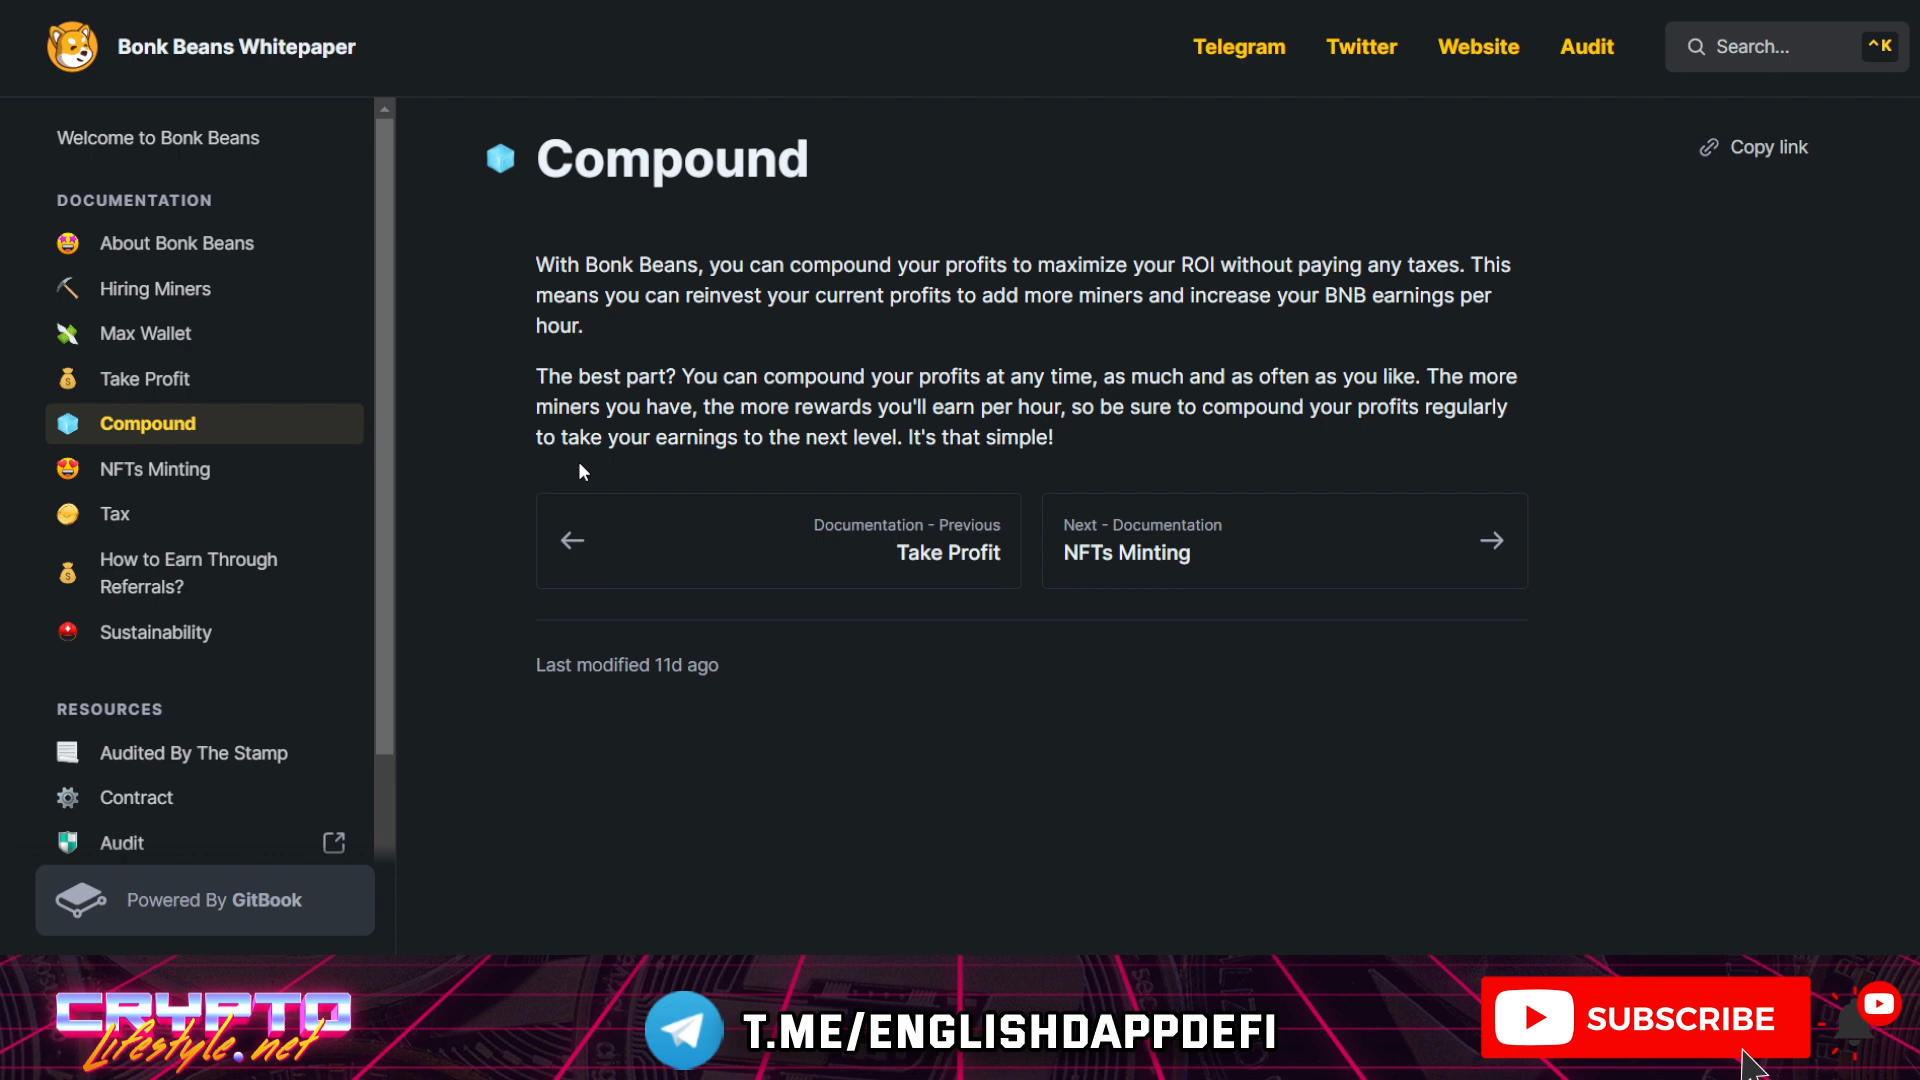 Bonk Beans Whitepaper
Telegram
Twitter
Website
Audit
Search...
^K
Welcome to Bonk Beans
DOCUMENTATION
About Bonk Beans
Hiring Miners
Max Wallet
Take Profit
Compound
NFTs Minting
Tax
How to Earn Through
Referrals?
Sustainability
RESOURCES
Audited By The Stamp
Contract
Audit
Powered By GitBook
Compound
Copy link
With Bonk Beans, you can compound your profits to maximize your ROI without paying any taxes. This
means you can reinvest your current profits to add more miners and increase your BNB earnings per
hour.
The best part? You can compound your profits at any time, as much and as often as you like. The more
miners you have, the more rewards you'll earn per hour, so be sure to compound your profits regularly
to take your earnings to the next level. It's that simple!
Documentation - Previous
Take Profit
Next - Documentation
NFTs Minting
Last modified 11d ago
CRYPTO
Lifestyle.net
T.ME/ENGLISHDAPPDEFI
SUBSCRIBE